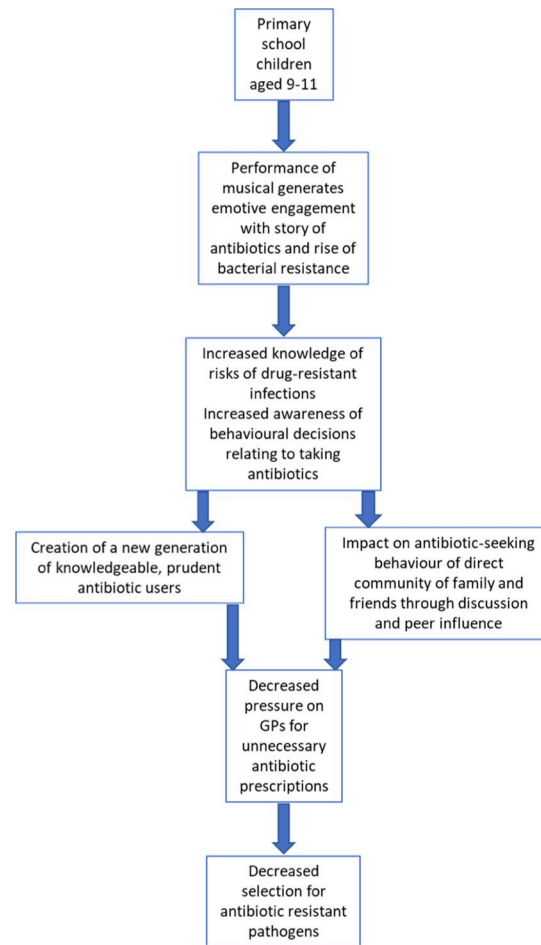 Primary
school
children
aged 9-11
Performance of
musical generates
emotive engagement
with story of
antibiotics and rise of
bacterial resistance
Increased knowledge of
risks of drug-resistant
infections
Increased awareness of
behavioural decisions
relating to taking
antibiotics
Creation of a new generation
of knowledgeable, prudent
antibiotic users
Impact on antibiotic-seeking
behaviour of direct
community of family and
friends through discussion
and peer influence
Decreased
pressure on
GPs for
unnecessary
antibiotic
prescriptions
Decreased
selection for
antibiotic resistant
pathogens